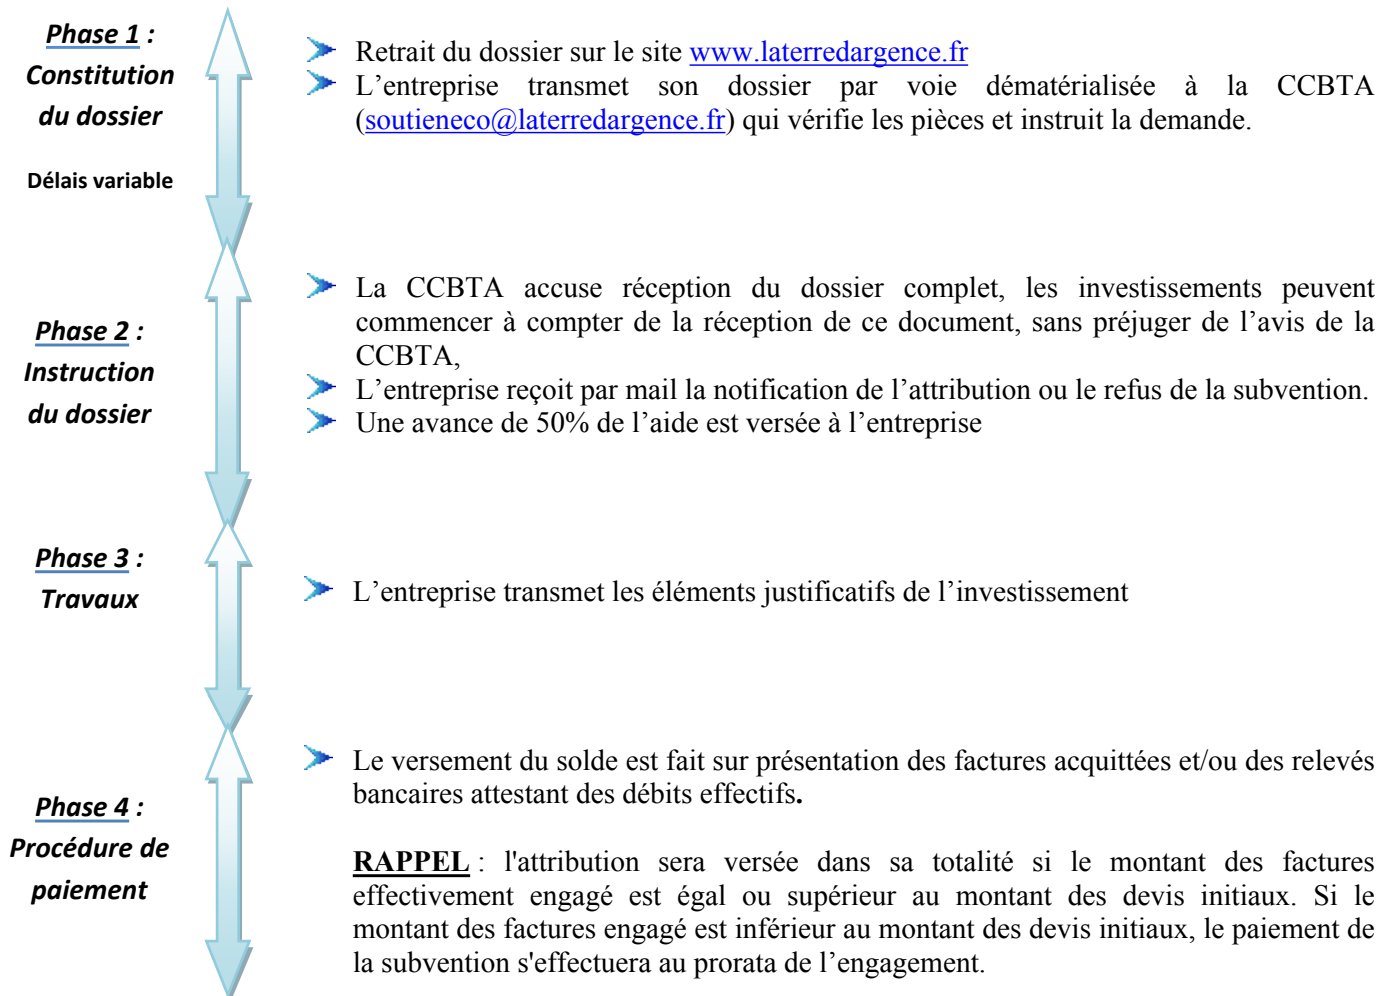 Phase 1 :
Constitution
du dossier
Délais variable
Retrait du dossier sur le site www.laterredargence.fr
L’entreprise transmet son dossier par voie dématérialisée à la CCBTA
(soutieneco@laterredargence.fr) qui vérifie les pièces et instruit la demande.
Phase 2 :
Instruction
du dossier
La CCBTA accuse réception du dossier complet, les investissements peuvent
commencer à compter de la réception de ce document, sans préjuger de l’avis de la
CCBTA,
L’entreprise reçoit par mail la notification de l’attribution ou le refus de la subvention.
Une avance de 50% de l’aide est versée à l’entreprise
Phase 3 :
Travaux
L’entreprise transmet les éléments justificatifs de l’investissement
Phase 4 :
Procédure de
paiement
Le versement du solde est fait sur présentation des factures acquittées et/ou des relevés
bancaires attestant des débits effectifs.
RAPPEL : l'attribution sera versée dans sa totalité si le montant des factures
effectivement engagé est égal ou supérieur au montant des devis initiaux. Si le
montant des factures engagé est inférieur au montant des devis initiaux, le paiement de
la subvention s'effectuera au prorata de l’engagement.